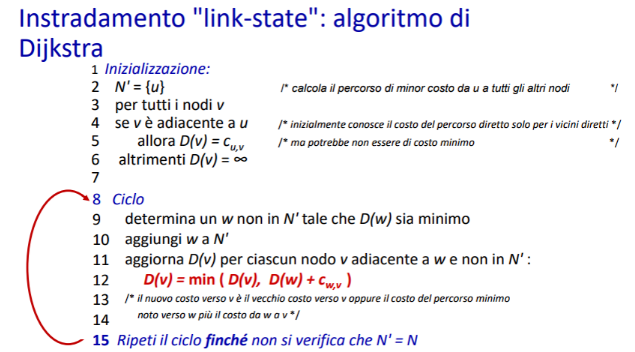 Instradamento "link-state": algoritmo di
Dijkstra
1 Inizializzazione:
2 N' = {u} /* calcola il percorso di minor costo da u a tutti gli altri nodi */
3 per tutti i nodi v
4 se v è adiacente a u /* inizialmente conosce il costo del percorso diretto solo per i vicini diretti */
5 allora D(v) = c_{u,v} /* ma potrebbe non essere di costo minimo */
6 altrimenti D(v) = ∞
7
8 Ciclo
9 determina un w non in N' tale che D(w) sia minimo
10 aggiungi w a N'
11 aggiorna D(v) per ciascun nodo v adiacente a w e non in N' :
12 D(v) = min ( D(v), D(w) + c_{w,v} )
13 /* il nuovo costo verso v è il vecchio costo verso v oppure il costo del percorso minimo
14 noto verso w più il costo da w a v */
15 Ripeti il ciclo finché non si verifica che N' = N